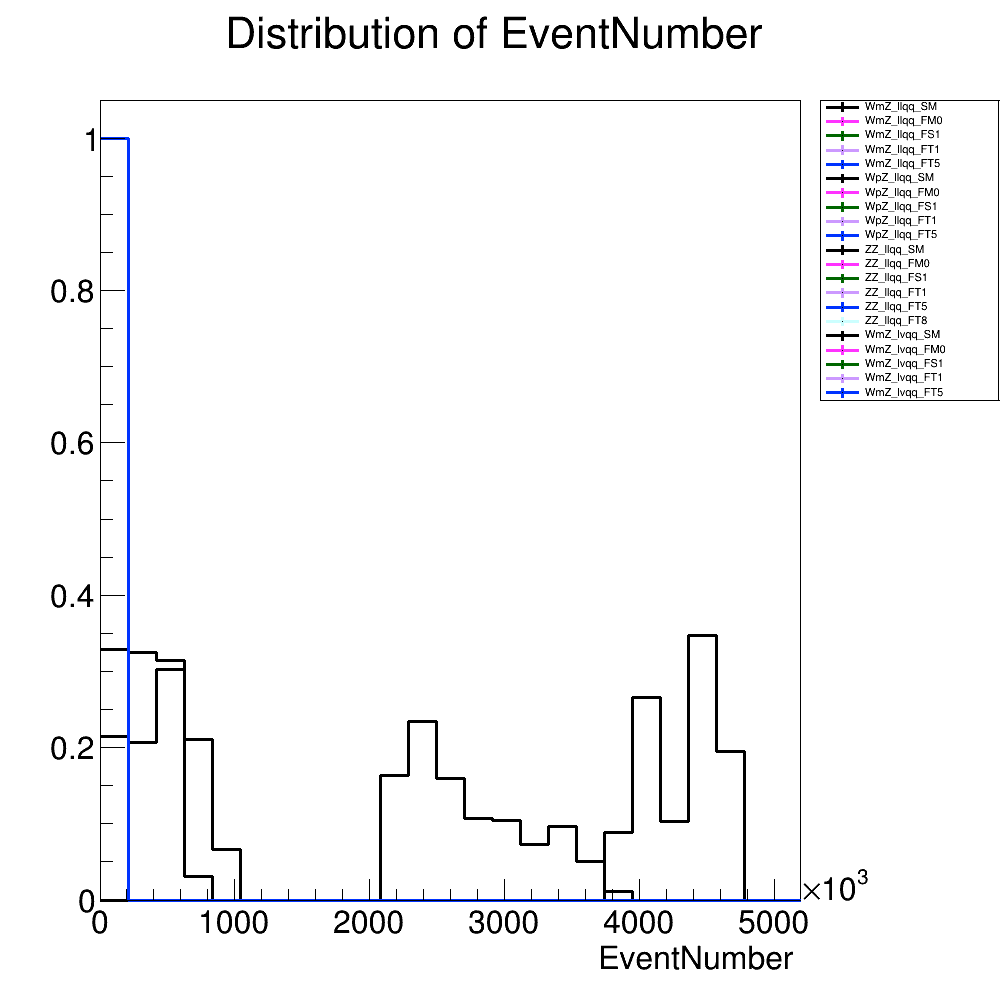 Distribution of EventNumber
1
0.8
0.6
0.4
0.2
0
0 1000 2000 3000 4000 5000
×10³
EventNumber
WmZ_llqq_SM
WmZ_llqq_FM0
WmZ_llqq_FS1
WmZ_llqq_FT1
WmZ_llqq_FT5
WpZ_llqq_SM
WpZ_llqq_FM0
WpZ_llqq_FS1
WpZ_llqq_FT1
WpZ_llqq_FT5
ZZ_llqq_SM
ZZ_llqq_FM0
ZZ_llqq_FS1
ZZ_llqq_FT1
ZZ_llqq_FT5
ZZ_llqq_FT8
WmZ_lvqq_SM
WmZ_lvqq_FM0
WmZ_lvqq_FS1
WmZ_lvqq_FT1
WmZ_lvqq_FT5